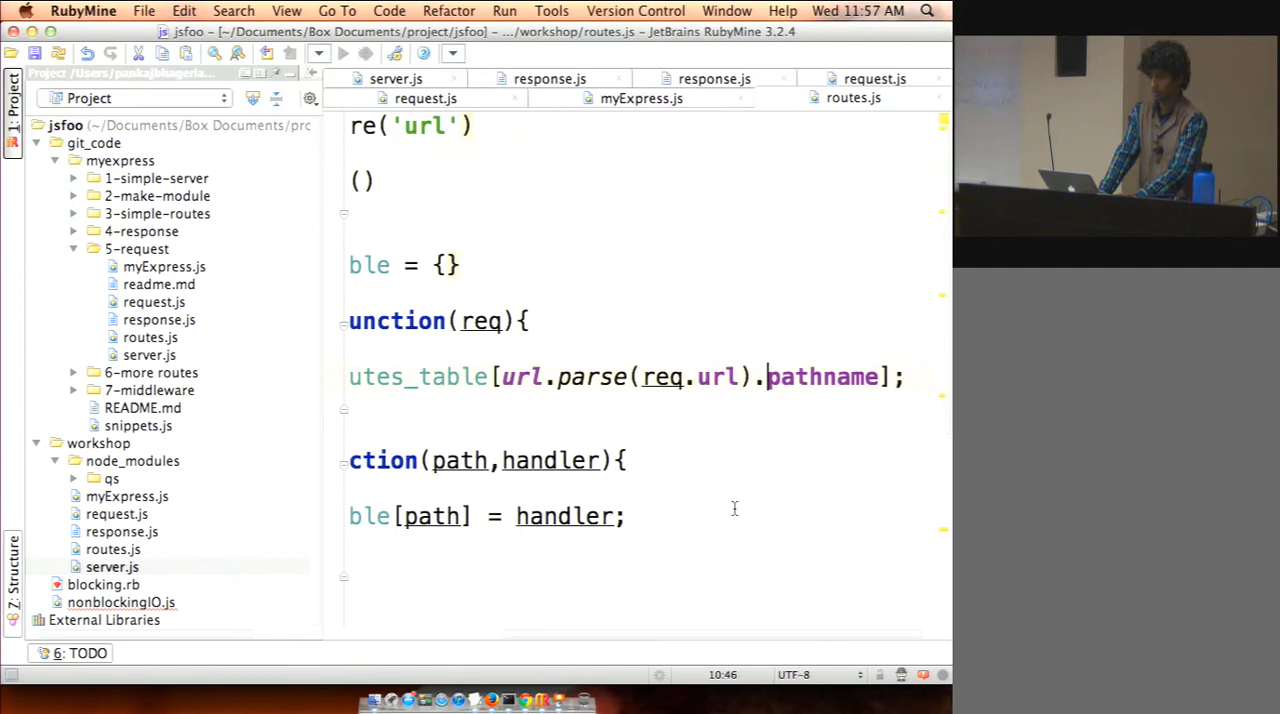 RubyMine File Edit Search View Go To Code Refactor Run Tools Version Control Window Help Wed 11:57 AM
jsfoo - [~/Documents/Box Documents/project/jsfoo] - .../workshop/routes.js - JetBrains RubyMine 3.2.4
Project /Users/pankajbhageria...
server.js response.js response.js request.js
Project
request.js myExpress.js routes.js
1: Project
jsfoo (~/Documents/Box Documents/prc
git_code
myexpress
1-simple-server
2-make-module
3-simple-routes
4-response
5-request
myExpress.js
readme.md
request.js
response.js
routes.js
server.js
6-more routes
7-middleware
README.md
snippets.js
workshop
node_modules
qs
myExpress.js
request.js
response.js
routes.js
server.js
blocking.rb
nonblockingIO.js
External Libraries
7: Structure
re('url')
()
ble = {}
unction(req){
utes_table[url.parse(req.url).pathname];
ction(path,handler){
ble[path] = handler;
6: TODO
10:46 UTF-8